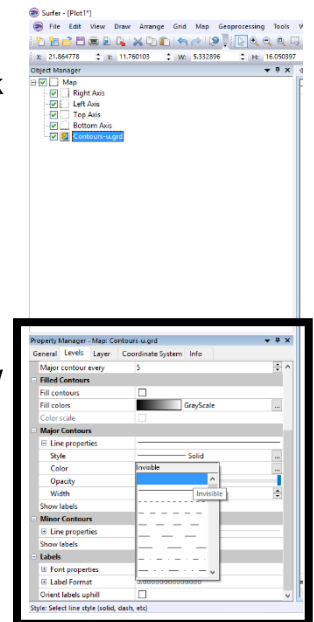 Surfer - [Plot1*]
File Edit View Draw Arrange Grid Map Geoprocessing Tools
X: 21.864778 Y: 11.760103 W: 5.332896 H: 16.050397
Object Manager
Map
Right Axis
Left Axis
Top Axis
Bottom Axis
Contours-u.grd
Property Manager - Map: Contours-u.grd
General Levels Layer Coordinate System Info
Major contour every 5
Filled Contours
Fill contours
Fill colors GrayScale ...
Color scale
Major Contours
Line properties
Style Solid ...
Color Invisible ...
Opacity
Width Invisible
Show labels
Minor Contours
Line properties
Show labels
Labels
Font properties
Label Format
Orient labels uphill
Style: Select line style (solid, dash, etc)